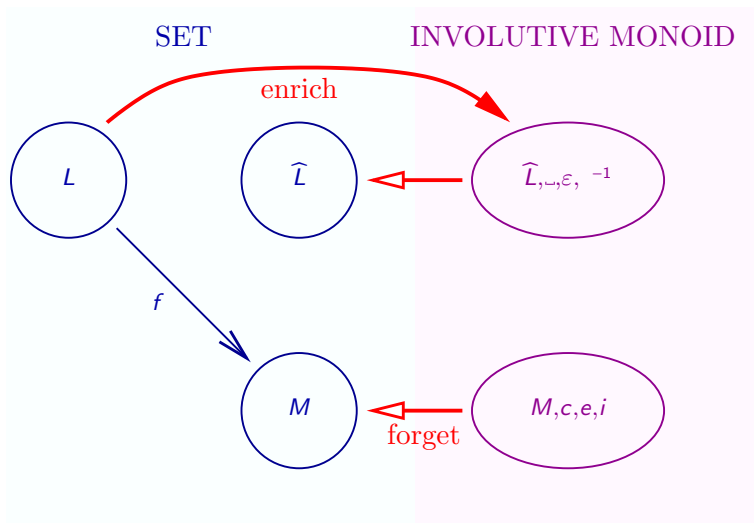 SET INVOLUTIVE MONOID
enrich
L L̂ L̂,␣,ε, ⁻¹
f
M M,c,e,i
forget